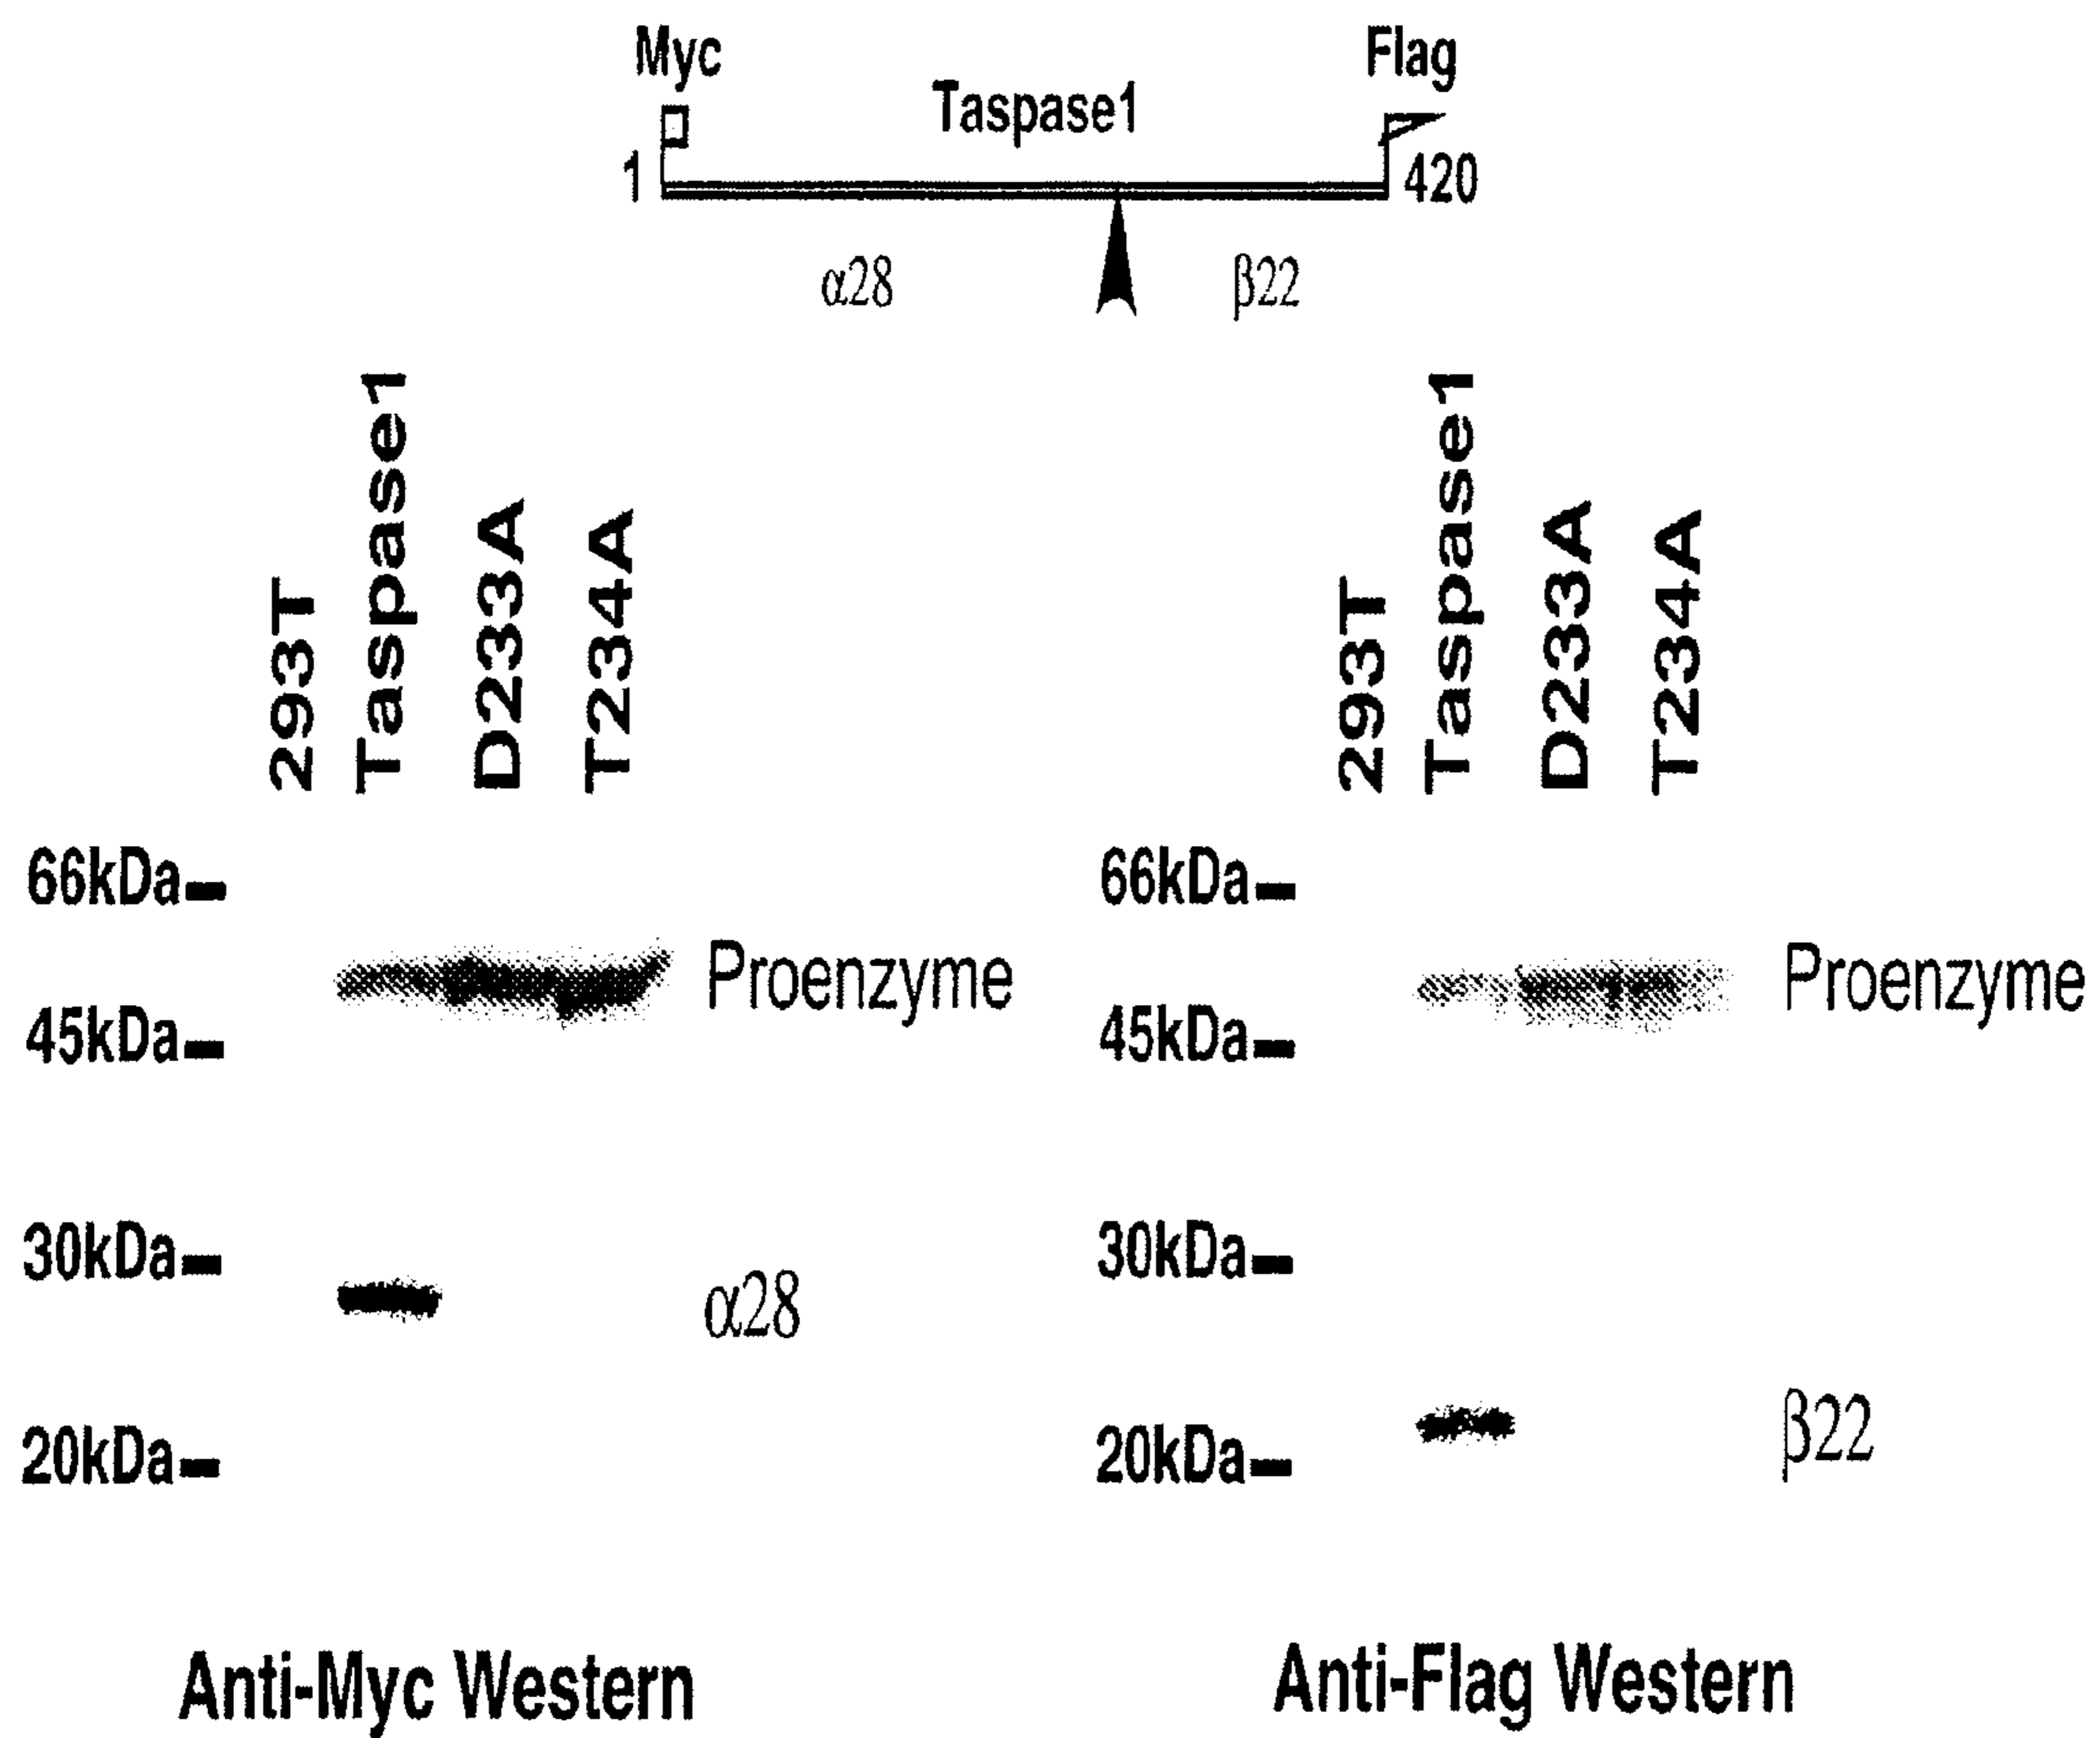 Myc
Flag
Taspase1
1
420
α28
β22
293T
Taspase1
D233A
T234A
293T
Taspase1
D233A
T234A
66kDa
Proenzyme
45kDa
30kDa
α28
20kDa
66kDa
Proenzyme
45kDa
30kDa
β22
20kDa
Anti-Myc Western
Anti-Flag Western